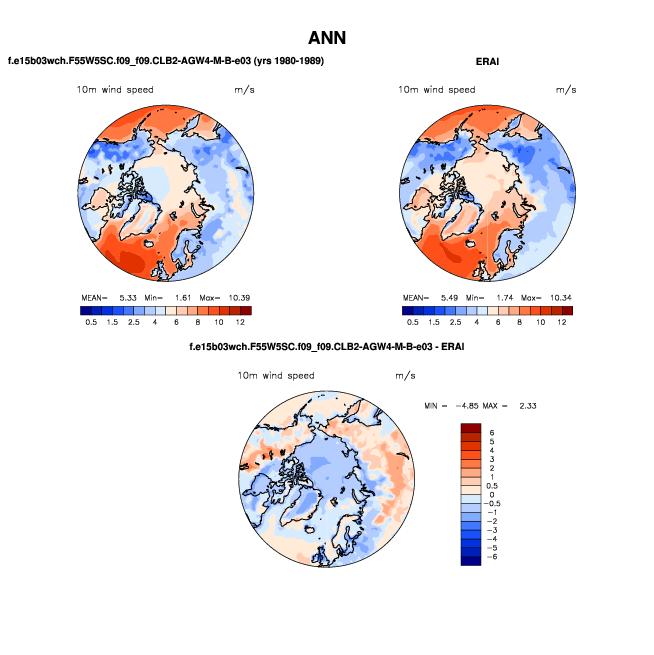 ANN
f.e15b03wch.F55W5SC.f09_f09.CLB2-AGW4-M-B-e03 (yrs 1980-1989)
ERAI
10m wind speed m/s
10m wind speed m/s
MEAN= 5.33 Min= 1.61 Max= 10.39
0.5 1.5 2.5 4 6 8 10 12
MEAN= 5.49 Min= 1.74 Max= 10.34
0.5 1.5 2.5 4 6 8 10 12
f.e15b03wch.F55W5SC.f09_f09.CLB2-AGW4-M-B-e03 - ERAI
10m wind speed m/s
MIN = -4.85 MAX = 2.33
6
5
4
3
2
1
0.5
0
-0.5
-1
-2
-3
-4
-5
-6